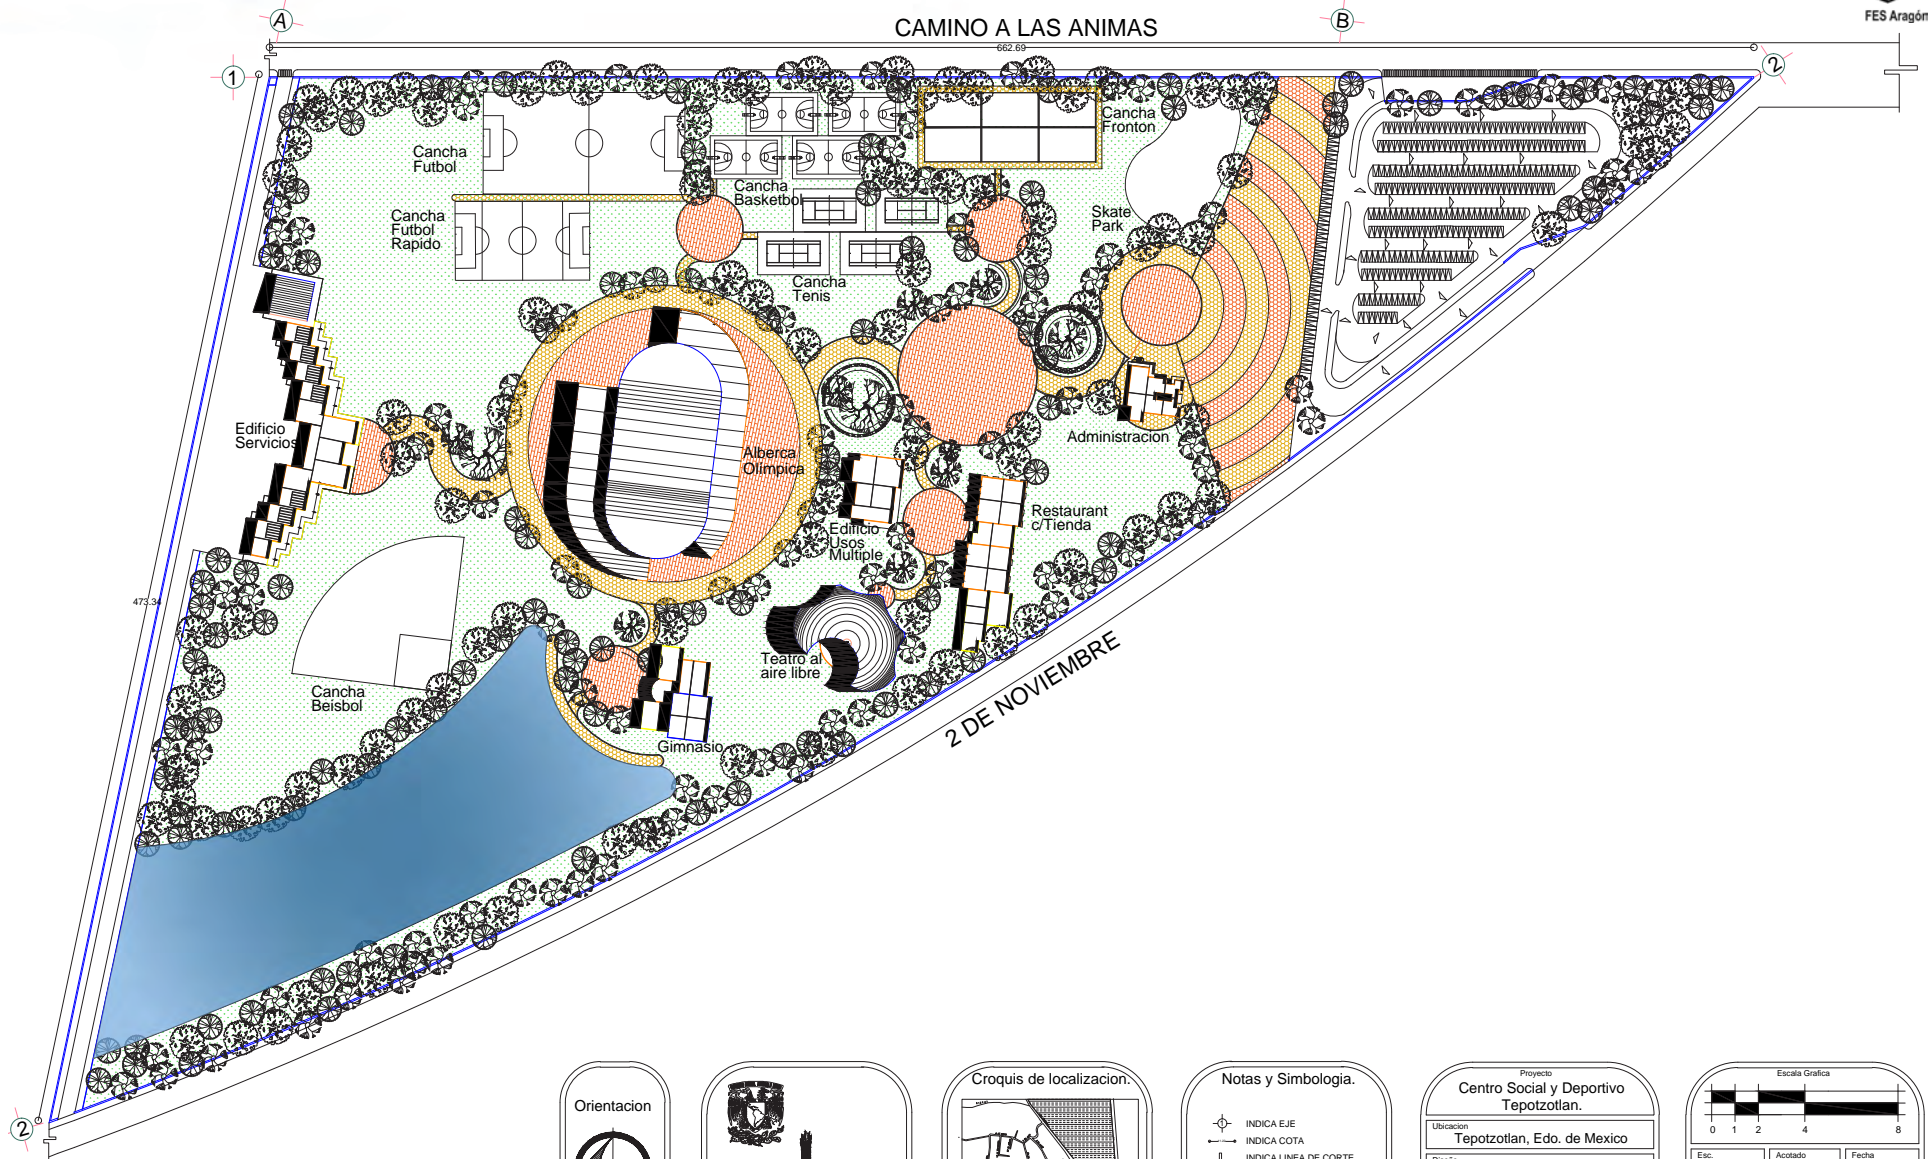 FES Aragón
A
CAMINO A LAS ANIMAS
B
662.69
1
2
Cancha
Futbol
Cancha
Fronton
Cancha
Basketbol
Cancha
Futbol
Rapido
Skate
Park
Cancha
Tenis
Edificio
Servicios
Administracion
Alberca
Olimpica
Restaurant
c/Tienda
Edificio
Usos
Multiple
473.34
Teatro al
aire libre
2 DE NOVIEMBRE
Cancha
Beisbol
Gimnasio
2
Orientacion
Croquis de localizacion.
Notas y Simbologia.
INDICA EJE
INDICA COTA
INDICA LINEA DE CORTE
Proyecto
Centro Social y Deportivo
Tepotzotlan.
Ubicacion
Tepotzotlan, Edo. de Mexico
Escala Grafica
0 1 2 4 8
Esc.
Acotado
Fecha